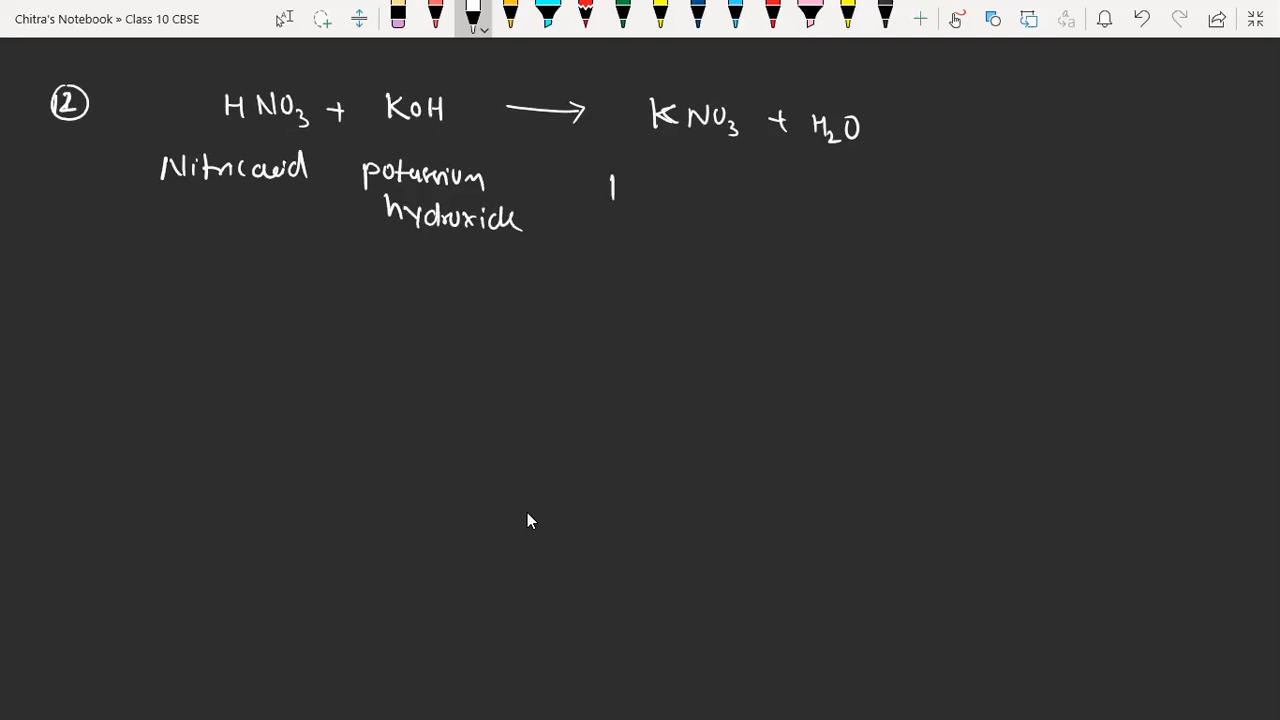 Chitra's Notebook » Class 10 CBSE
② HNO₃ + KOH ⟶ KNO₃ + H₂O
Nitric acid potassium
hydroxide